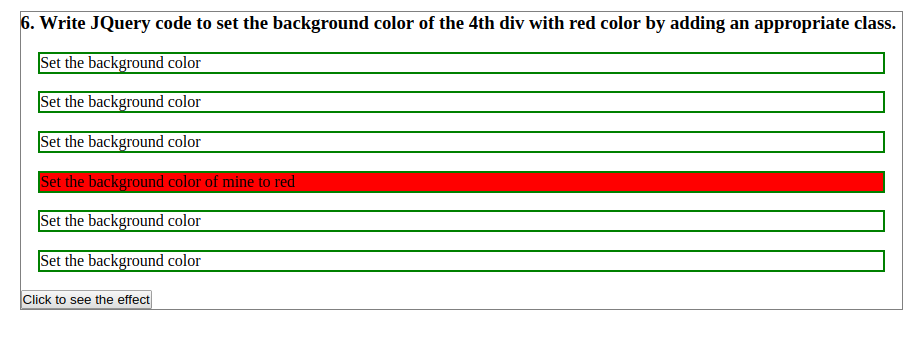 6. Write JQuery code to set the background color of the 4th div with red color by adding an appropriate class.
Set the background color
Set the background color
Set the background color
Set the background color of mine to red
Set the background color
Set the background color
Click to see the effect